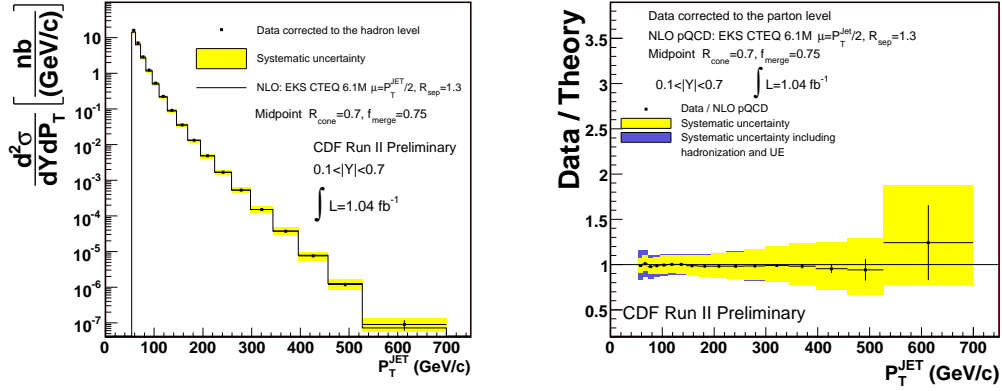 d²σ / dY dP_T [nb / (GeV/c)]
Data corrected to the hadron level
Systematic uncertainty
NLO: EKS CTEQ 6.1M μ=P_T^JET/2, R_sep=1.3
Midpoint R_cone=0.7, f_merge=0.75
CDF Run II Preliminary
0.1<|Y|<0.7
∫ L=1.04 fb⁻¹
10
1
10⁻¹
10⁻²
10⁻³
10⁻⁴
10⁻⁵
10⁻⁶
10⁻⁷
0 100 200 300 400 500 600 700
P_T^JET (GeV/c)
Data / Theory
Data corrected to the parton level
NLO pQCD: EKS CTEQ 6.1M μ=P_T^Jet/2, R_sep=1.3
Midpoint R_cone=0.7, f_merge=0.75
0.1<|Y|<0.7 ∫ L=1.04 fb⁻¹
Data / NLO pQCD
Systematic uncertainty
Systematic uncertainty including
hadronization and UE
3.5
3
2.5
2
1.5
1
0.5
CDF Run II Preliminary
0 100 200 300 400 500 600 700
P_T^JET (GeV/c)